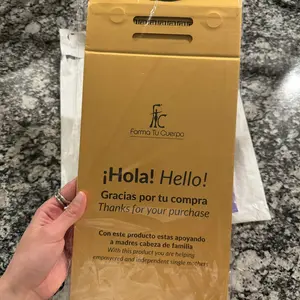 FTC
Forma Tu Cuerpo
¡Hola! Hello!
Gracias por tu compra
Thanks for your purchase
Con este producto estas apoyando
a madres cabeza de familia
With this product you are helping
empowered and independent single mothers